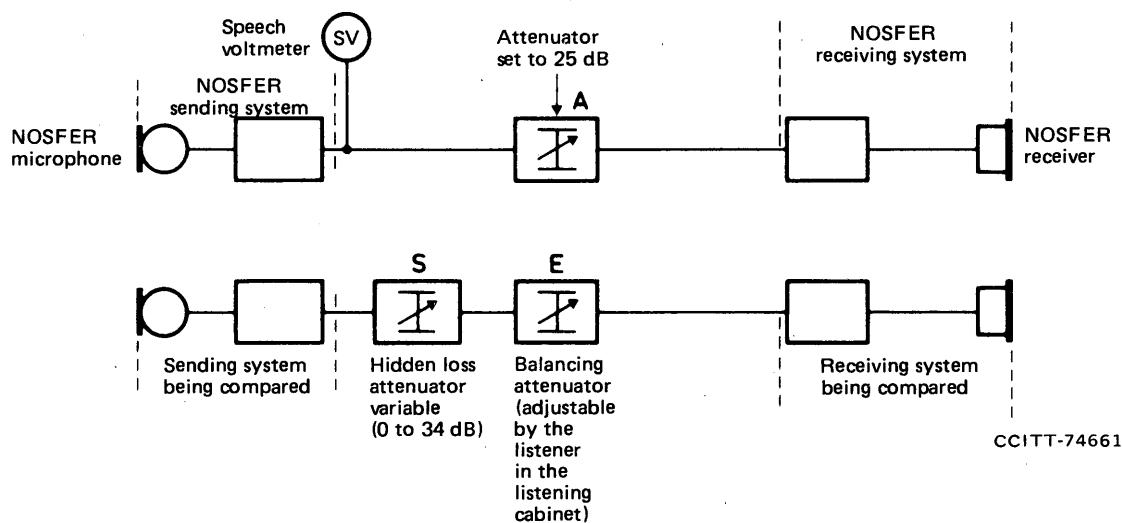 Speech
voltmeter
SV
Attenuator
set to 25 dB
A
NOSFER
receiving system
NOSFER
sending system
NOSFER
microphone
NOSFER
receiver
S
E
Sending system
being compared
Hidden loss
attenuator
variable
(0 to 34 dB)
Balancing
attenuator
(adjustable
by the
listener
in the
listening
cabinet)
Receiving system
being compared
CCITT-74661